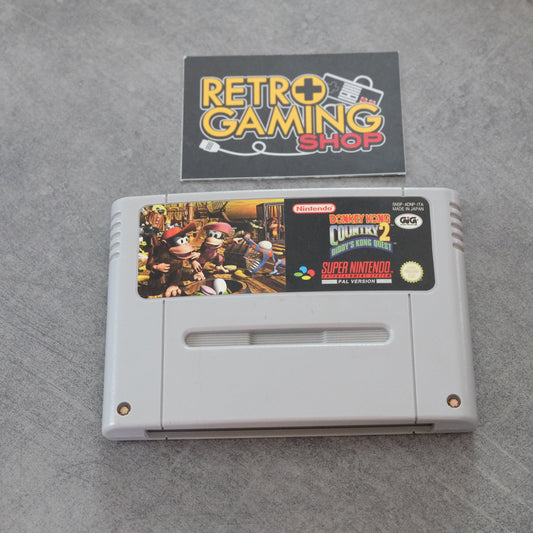 RETRO
GAMING
SHOP
Nintendo
SNSP-ADNP-ITA
MADE IN JAPAN
DONKEY KONG
COUNTRY 2
DIDDY'S KONG QUEST
GIG
SUPER NINTENDO
ENTERTAINMENT SYSTEM
PAL VERSION